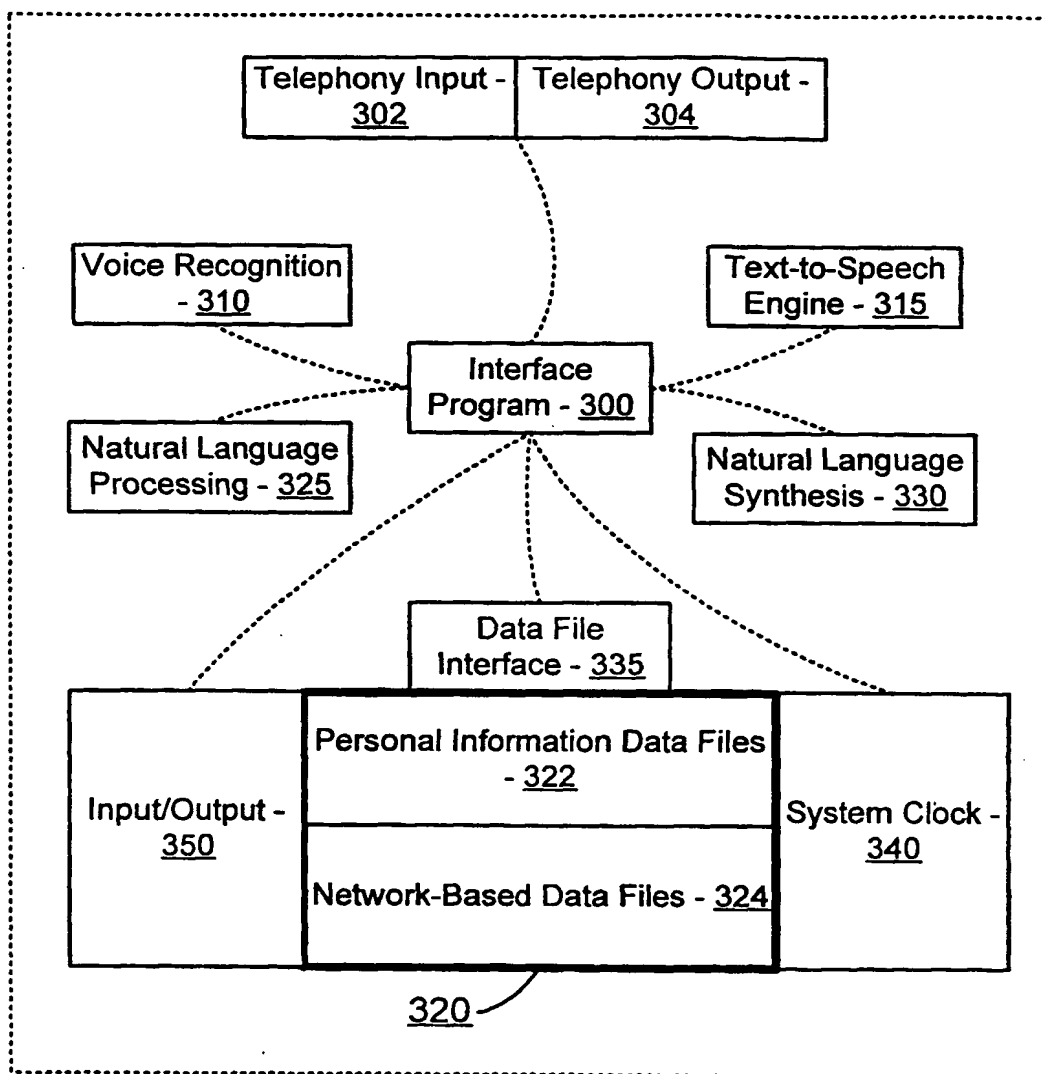 Telephony Input -
302
Telephony Output -
304
Voice Recognition
- 310
Text-to-Speech
Engine - 315
Interface
Program - 300
Natural Language
Processing - 325
Natural Language
Synthesis - 330
Data File
Interface - 335
Personal Information Data Files
- 322
Input/Output -
350
System Clock -
340
Network-Based Data Files - 324
320